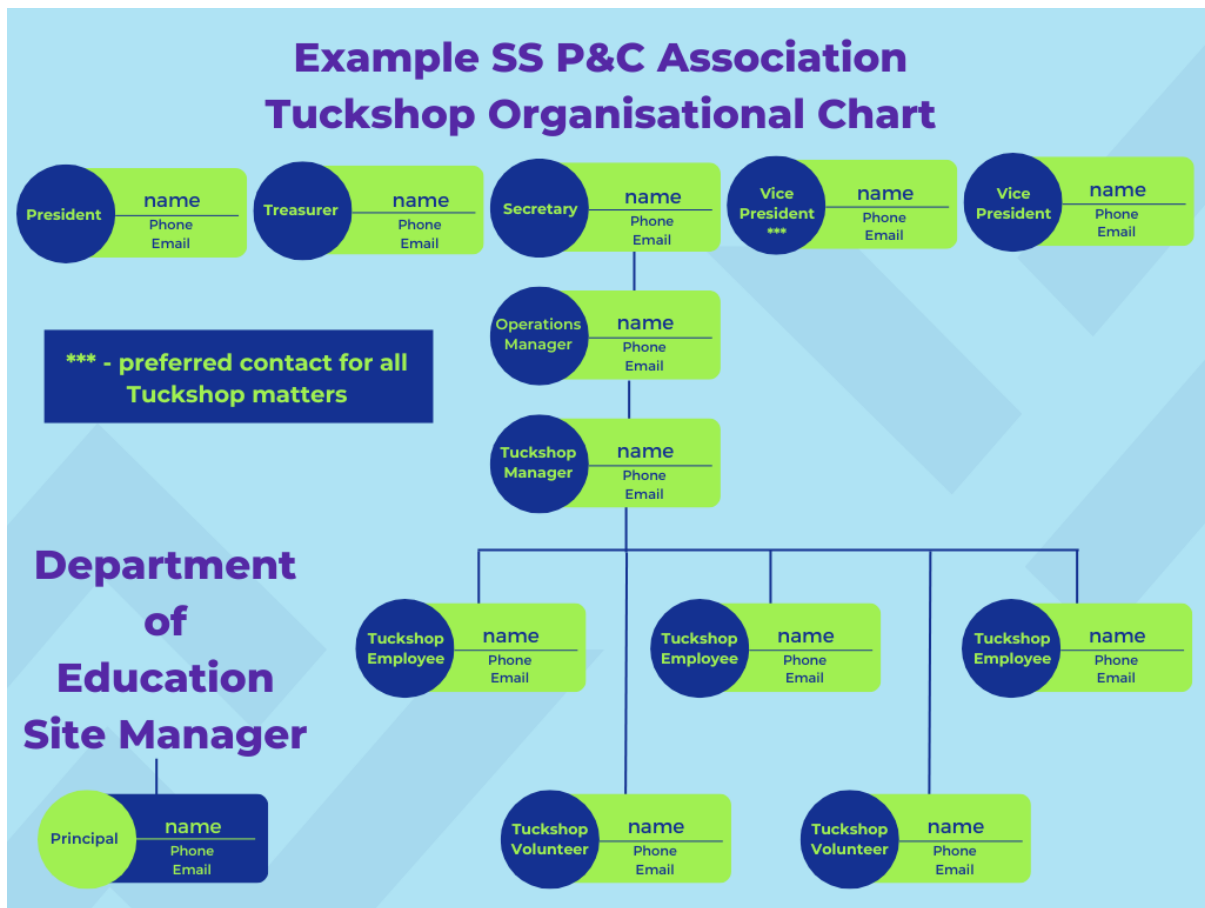 Example SS P&C Association
Tuckshop Organisational Chart
President
name
Phone
Email
Treasurer
name
Phone
Email
Secretary
name
Phone
Email
Vice
President
***
name
Phone
Email
Vice
President
name
Phone
Email
Operations
Manager
name
Phone
Email
*** - preferred contact for all
Tuckshop matters
Tuckshop
Manager
name
Phone
Email
Department
of
Education
Site Manager
Tuckshop
Employee
name
Phone
Email
Tuckshop
Employee
name
Phone
Email
Tuckshop
Employee
name
Phone
Email
Principal
name
Phone
Email
Tuckshop
Volunteer
name
Phone
Email
Tuckshop
Volunteer
name
Phone
Email